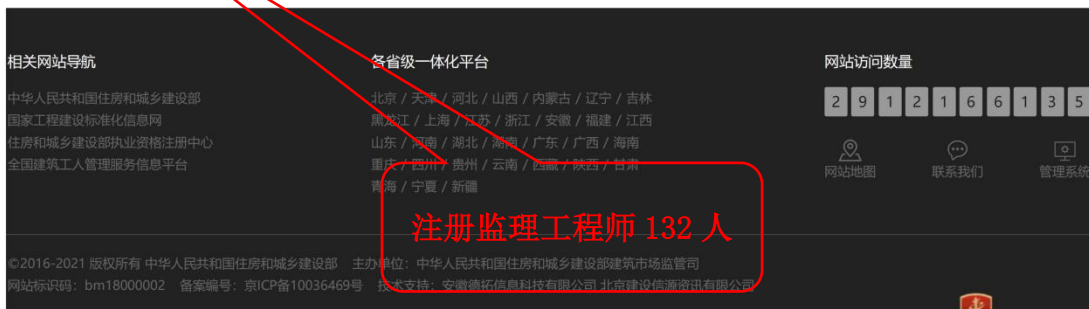 相关网站导航
中华人民共和国住房和城乡建设部
国家工程建设标准化信息网
住房和城乡建设部执业资格注册中心
全国建筑工人管理服务信息平台
各省级一体化平台
北京 / 天津 / 河北 / 山西 / 内蒙古 / 辽宁 / 吉林
黑龙江 / 上海 / 江苏 / 浙江 / 安徽 / 福建 / 江西
山东 / 河南 / 湖北 / 湖南 / 广东 / 广西 / 海南
重庆 / 四川 / 贵州 / 云南 / 西藏 / 陕西 / 甘肃
青海 / 宁夏 / 新疆
网站访问数量
2 9 1 2 1 6 6 1 3 5
网站地图
联系我们
管理系统
注册监理工程师 132 人
©2016-2021 版权所有 中华人民共和国住房和城乡建设部 主办单位：中华人民共和国住房和城乡建设部建筑市场监管司
网站标识码：bm18000002 备案编号：京ICP备10036469号 技术支持：安徽德拓信息科技有限公司 北京建设信源资讯有限公司